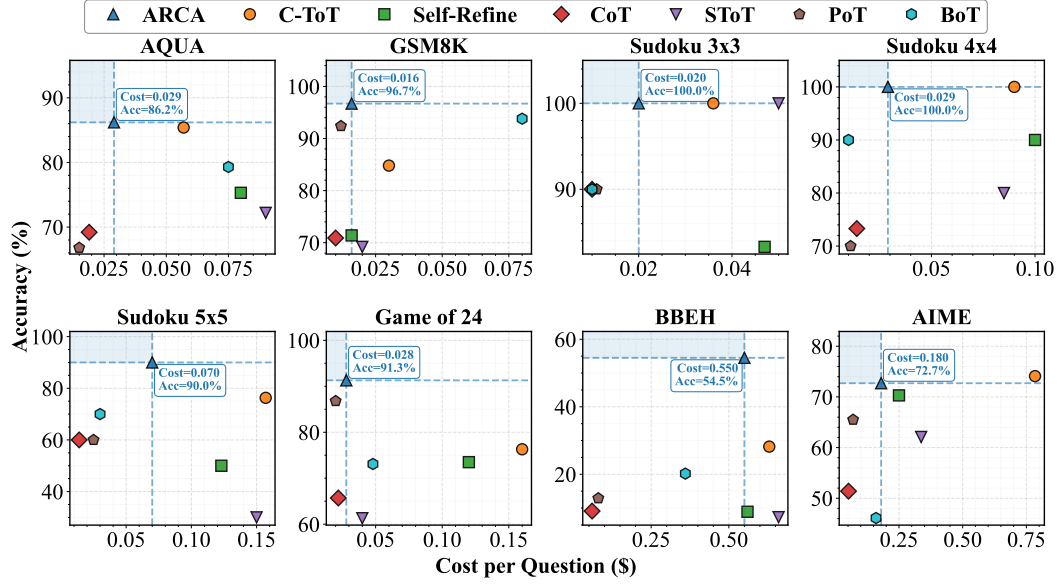 ARCA C-ToT Self-Refine CoT SToT PoT BoT
AQUA GSM8K Sudoku 3x3 Sudoku 4x4
Cost=0.029
Acc=86.2%
90
80
70
0.025 0.050 0.075
Cost=0.016
Acc=96.7%
100
90
80
70
0.025 0.050 0.075
Cost=0.020
Acc=100.0%
100
90
0.02 0.04
Cost=0.029
Acc=100.0%
100
90
80
70
0.05 0.10
Accuracy (%)
Sudoku 5x5 Game of 24 BBEH AIME
Cost=0.070
Acc=90.0%
100
80
60
40
0.05 0.10 0.15
Cost=0.028
Acc=91.3%
100
80
60
0.05 0.10 0.15
Cost=0.550
Acc=54.5%
60
40
20
0.25 0.50
Cost=0.180
Acc=72.7%
80
70
60
50
0.25 0.50 0.75
Cost per Question ($)